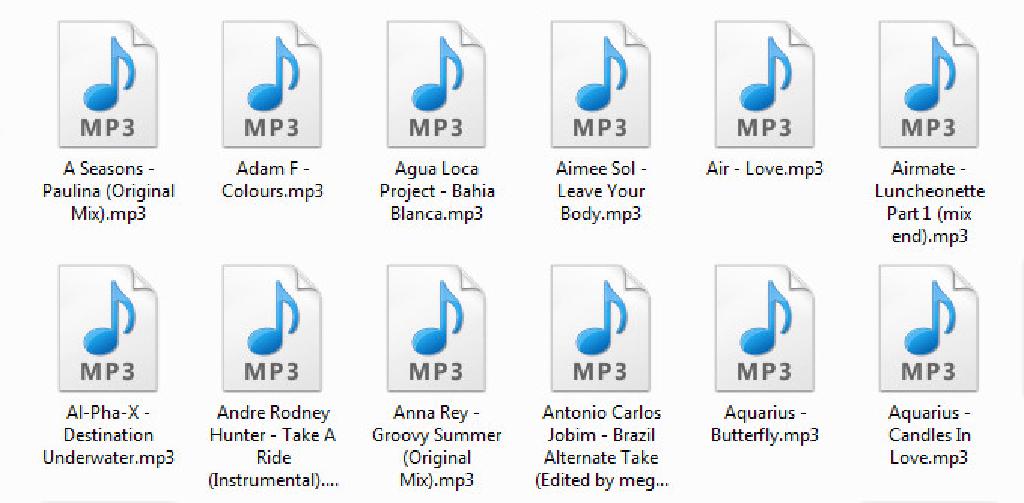 MP3 MP3 MP3 MP3 MP3 MP3
A Seasons -
Paulina (Original
Mix).mp3
Adam F -
Colours.mp3
Agua Loca
Project - Bahia
Blanca.mp3
Aimee Sol -
Leave Your
Body.mp3
Air - Love.mp3
Airmate -
Luncheonette
Part 1 (mix
end).mp3
MP3 MP3 MP3 MP3 MP3 MP3
Al-Pha-X -
Destination
Underwater.mp3
Andre Rodney
Hunter - Take A
Ride
(Instrumental)....
Anna Rey -
Groovy Summer
(Original
Mix).mp3
Antonio Carlos
Jobim - Brazil
Alternate Take
(Edited by meg...
Aquarius -
Butterfly.mp3
Aquarius -
Candles In
Love.mp3